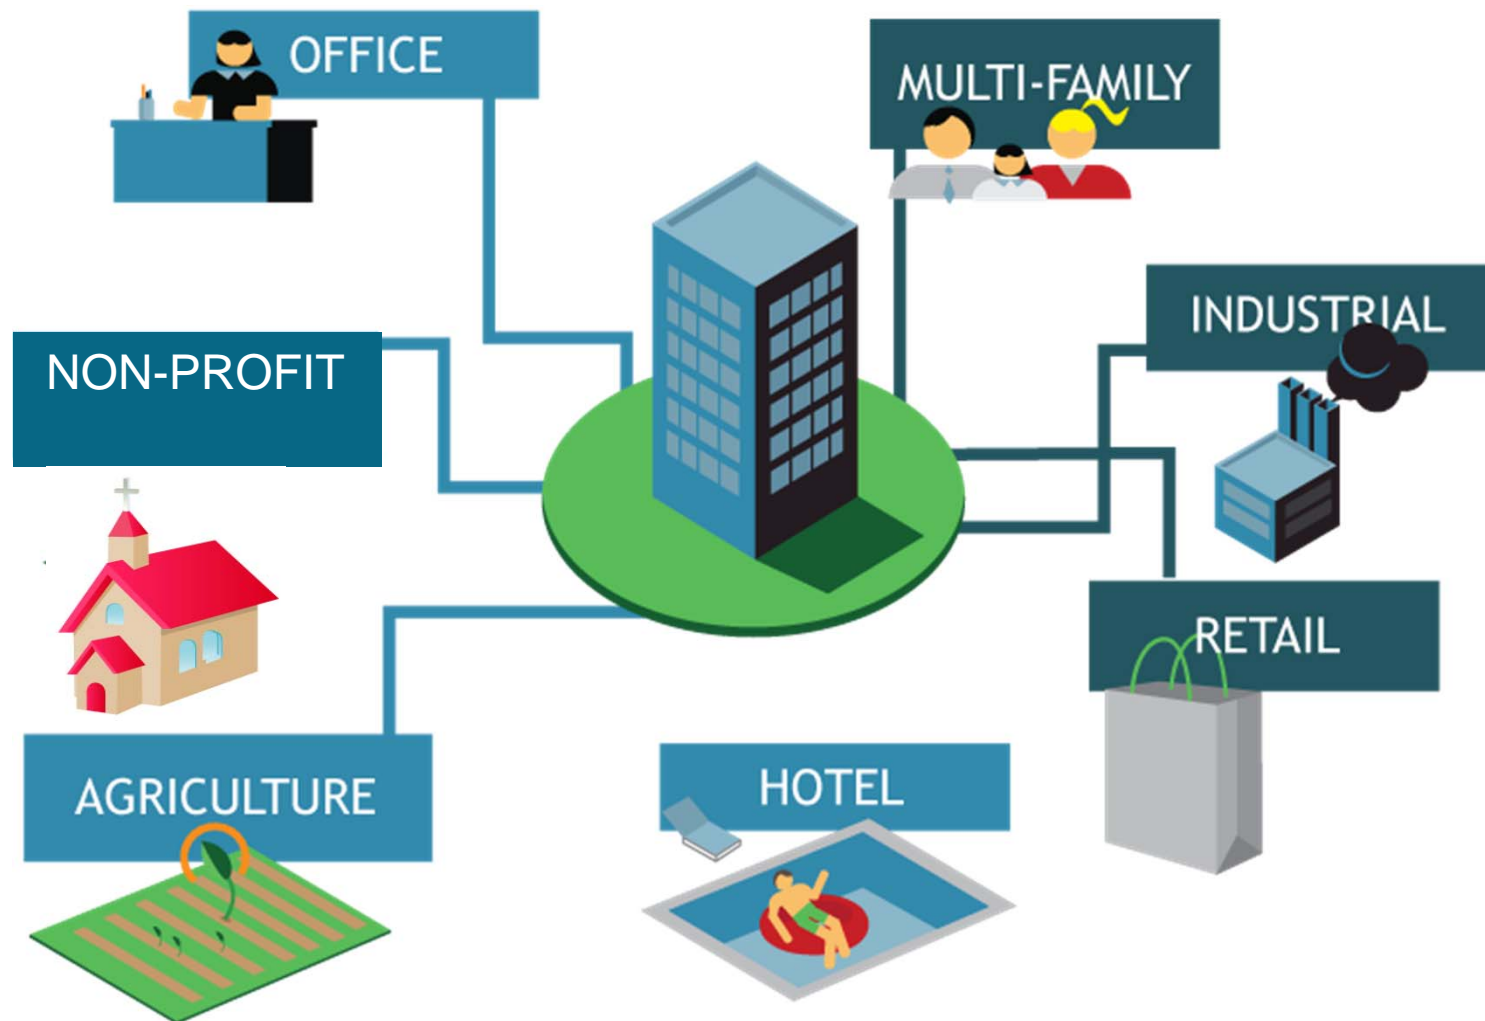 OFFICE
MULTI-FAMILY
INDUSTRIAL
NON-PROFIT
RETAIL
AGRICULTURE
HOTEL